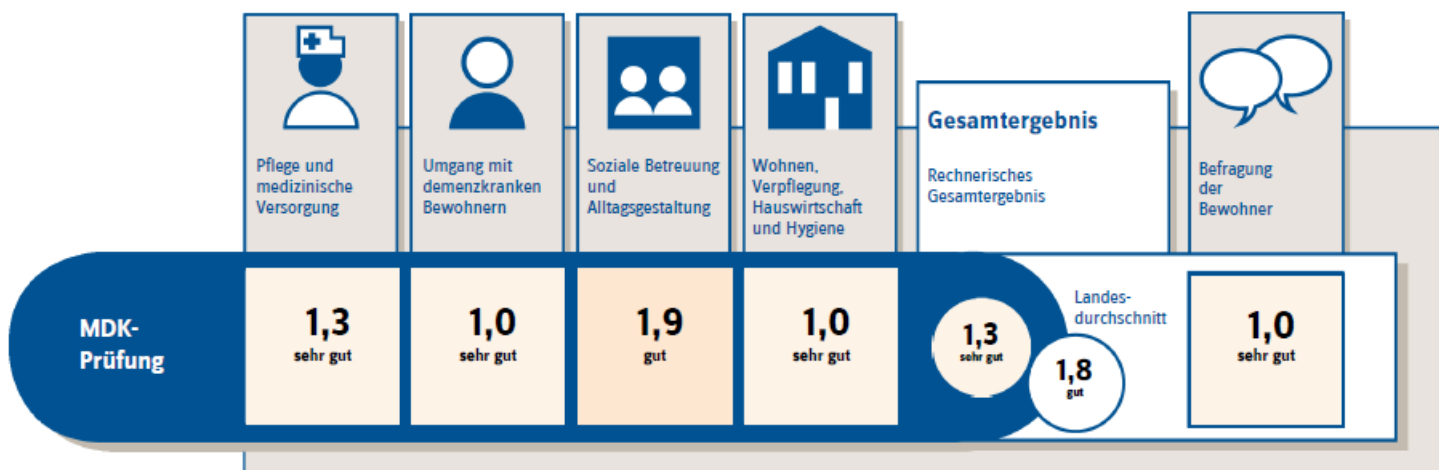 Pflege und
medizinische
Versorgung
Umgang mit
demenzkranken
Bewohnern
Soziale Betreuung
und
Alltagsgestaltung
Wohnen,
Verpflegung,
Hauswirtschaft
und Hygiene
Gesamtergebnis
Rechnerisches
Gesamtergebnis
Befragung
der
Bewohner
MDK-
Prüfung
1,3
sehr gut
1,0
sehr gut
1,9
gut
1,0
sehr gut
1,3
sehr gut
Landes-
durchschnitt
1,8
gut
1,0
sehr gut